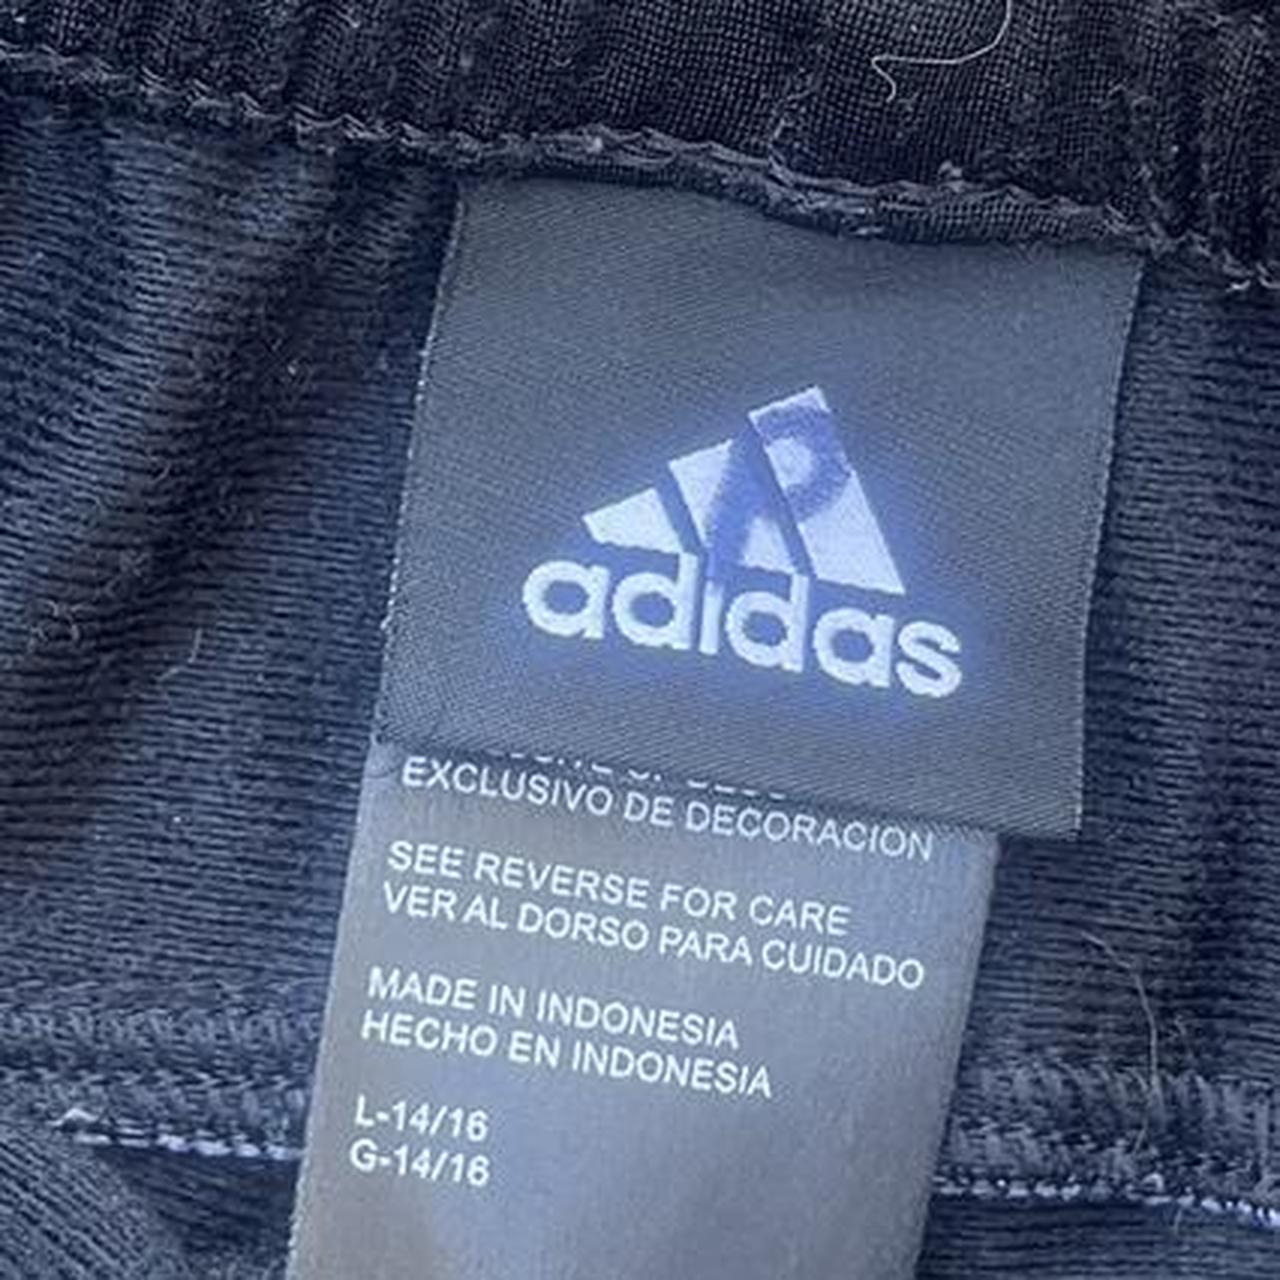 adidas
EXCLUSIVO DE DECORACION
SEE REVERSE FOR CARE
VER AL DORSO PARA CUIDADO
MADE IN INDONESIA
HECHO EN INDONESIA
L-14/16
G-14/16